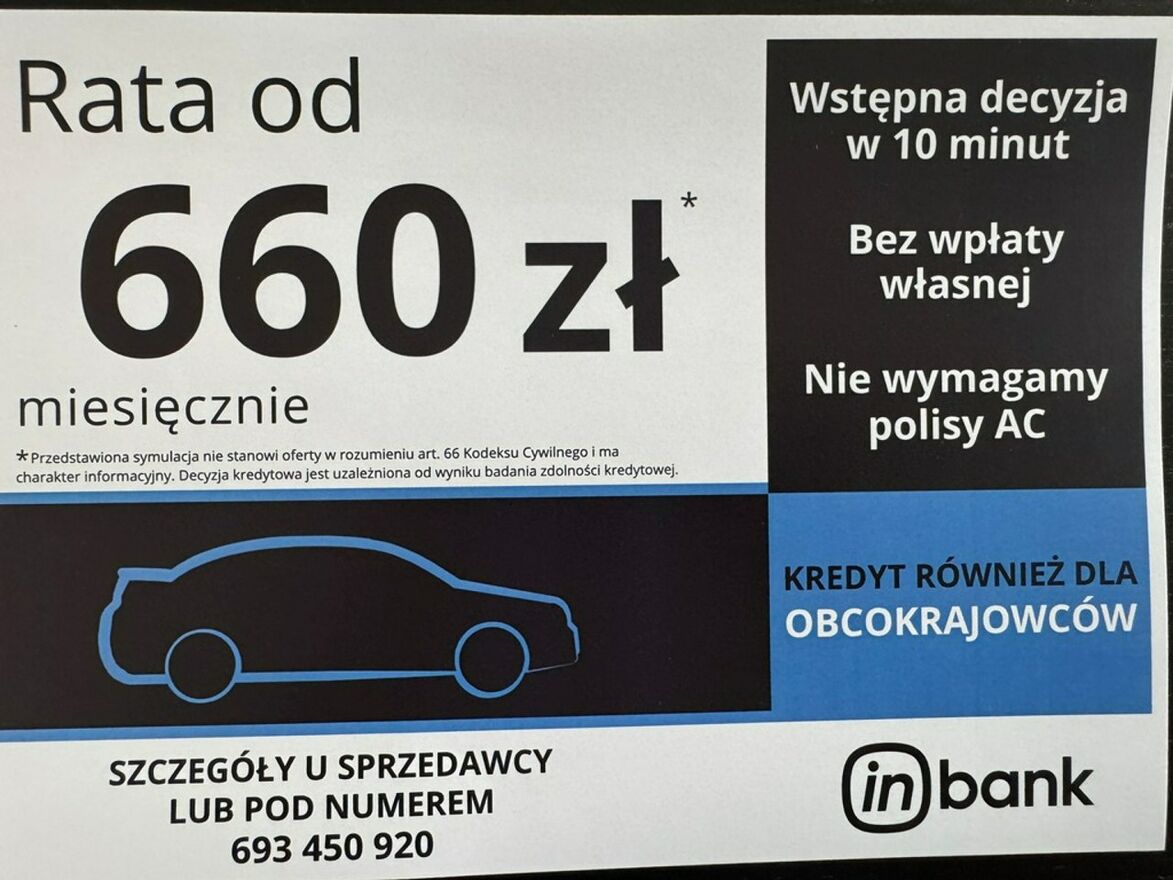 Rata od
660 zł*
miesięcznie
*Przedstawiona symulacja nie stanowi oferty w rozumieniu art. 66 Kodeksu Cywilnego i ma
charakter informacyjny. Decyzja kredytowa jest uzależniona od wyniku badania zdolności kredytowej.
Wstępna decyzja
w 10 minut
Bez wpłaty
własnej
Nie wymagamy
polisy AC
KREDYT RÓWNIEŻ DLA
OBCOKRAJOWCÓW
SZCZEGÓŁY U SPRZEDAWCY
LUB POD NUMEREM
693 450 920
inbank